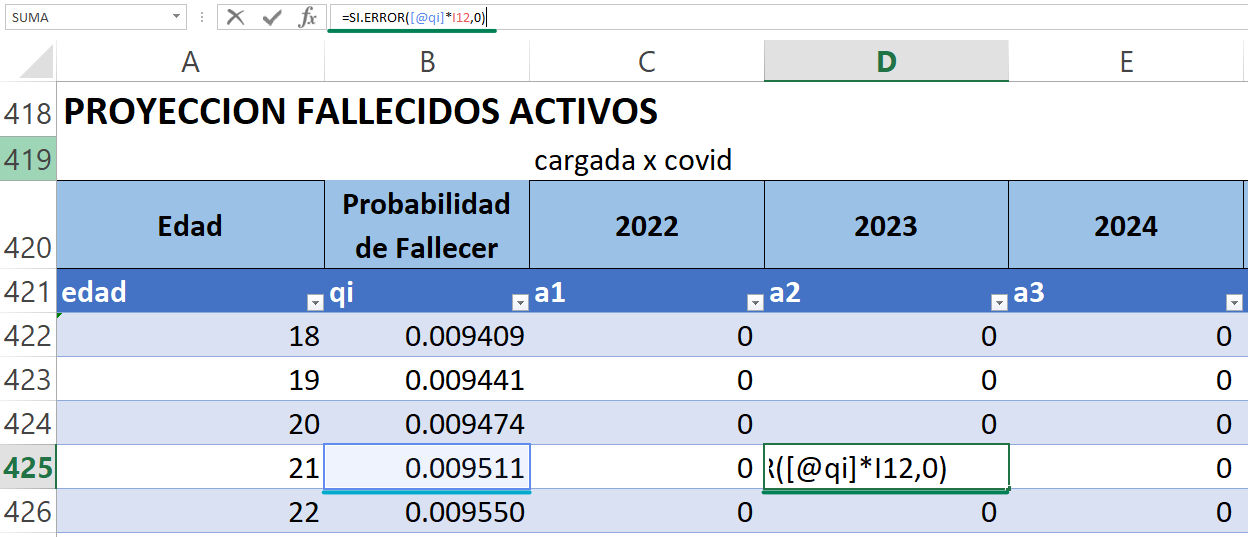 SUMA fx =SI.ERROR([@qi]*I12,0)
A B C D E
418 PROYECCION FALLECIDOS ACTIVOS
419 cargada x covid
420 Edad Probabilidad de Fallecer 2022 2023 2024
421 edad qi a1 a2 a3
422 18 0.009409 0 0 0
423 19 0.009441 0 0 0
424 20 0.009474 0 0 0
425 21 0.009511 0 R([@qi]*I12,0) 0
426 22 0.009550 0 0 0